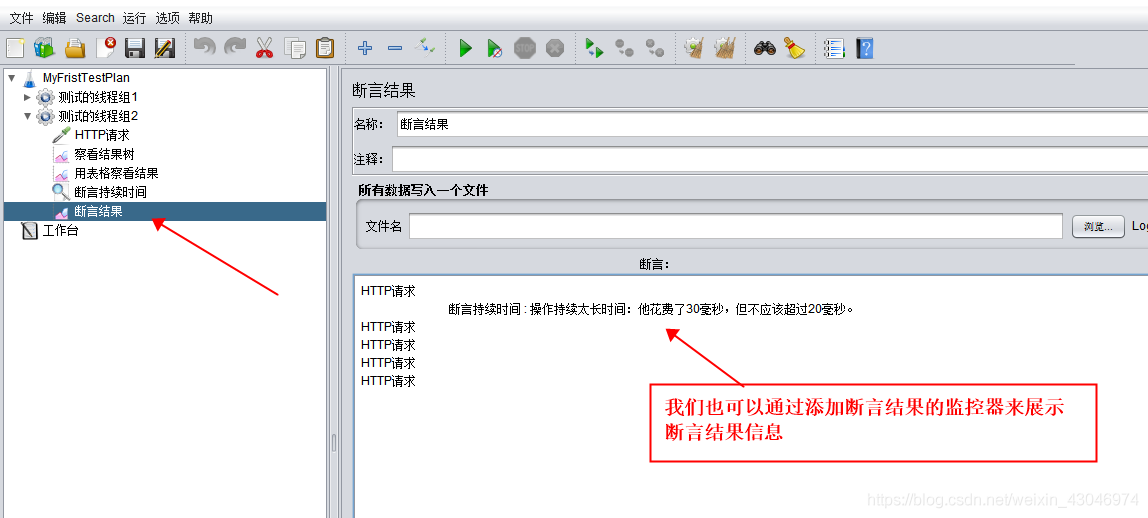 文件 编辑 Search 运行 选项 帮助
MyFristTestPlan
测试的线程组1
测试的线程组2
HTTP请求
察看结果树
用表格察看结果
断言持续时间
断言结果
工作台
断言结果
名称： 断言结果
注释：
所有数据写入一个文件
文件名 浏览... Log
断言：
HTTP请求
断言持续时间 : 操作持续太长时间：他花费了30毫秒，但不应该超过20毫秒。
HTTP请求
HTTP请求
HTTP请求
HTTP请求
我们也可以通过添加断言结果的监控器来展示
断言结果信息
https://blog.csdn.net/weixin_43046974